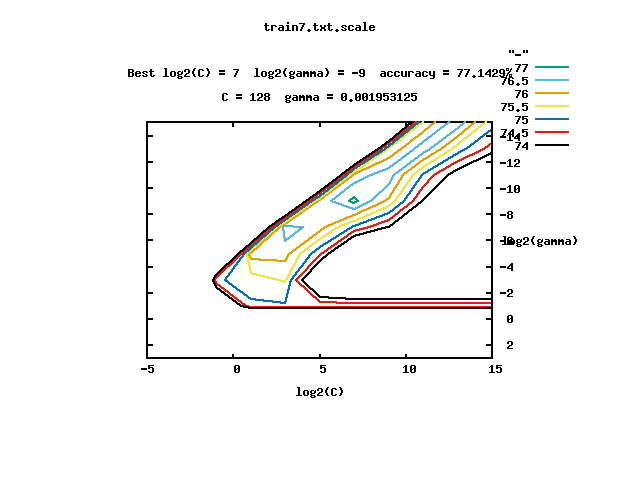 train7.txt.scale
"-"
Best log2(C) = 7  log2(gamma) = -9  accuracy = 77.1429%
77
76.5
C = 128  gamma = 0.001953125
76
75.5
75
74.5
74
-14
-12
-10
-8
-6
log2(gamma)
-4
-2
0
2
-5 0 5 10 15
log2(C)